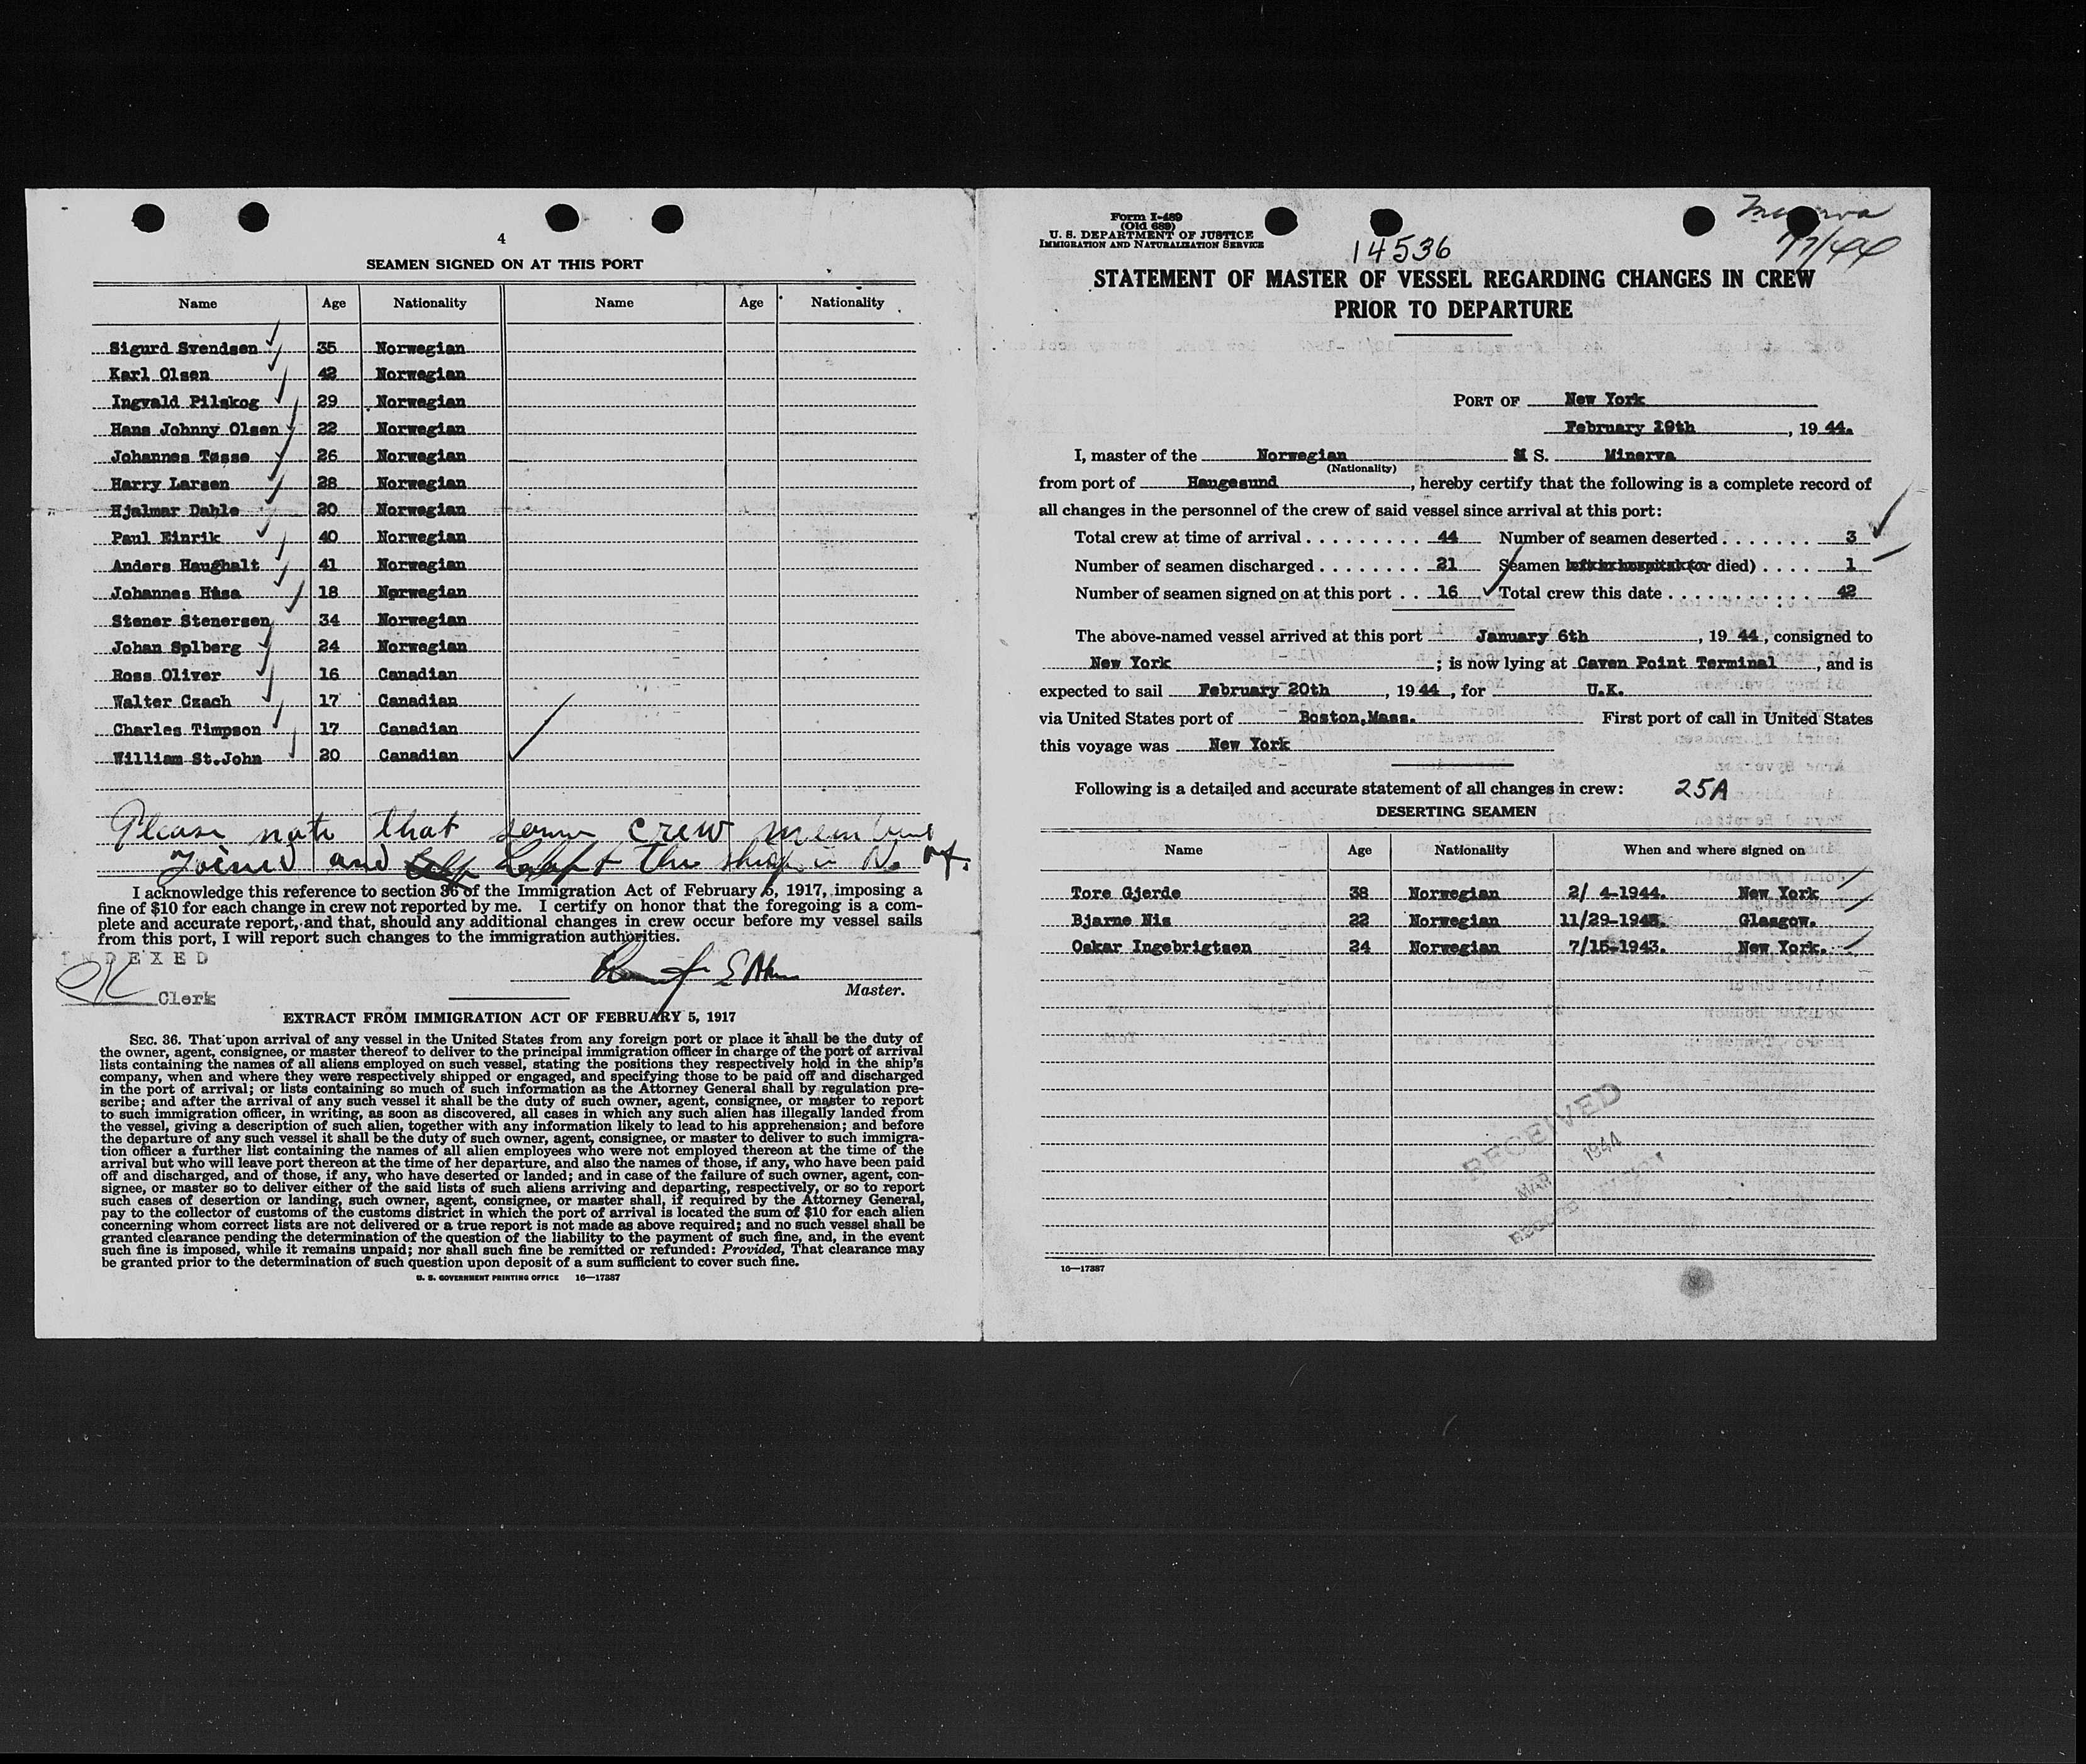 4
SEAMEN SIGNED ON AT THIS PORT
Name Age Nationality Name Age Nationality
Sigurd Svendsen 35 Norwegian
Karl Olsen 42 Norwegian
Ingvald Pilskog 29 Norwegian
Hans Johnny Olsen 22 Norwegian
Johannes Tøsse 26 Norwegian
Harry Larsen 28 Norwegian
Hjalmar Dahle 20 Norwegian
Paul Einrik 40 Norwegian
Anders Haughalt 41 Norwegian
Johannes Håsa 18 Norwegian
Stener Stenersen 34 Norwegian
Johan Solberg 24 Norwegian
Ross Oliver 16 Canadian
Walter Czach 17 Canadian
Charles Timpson 17 Canadian
William St.John 20 Canadian
Please note that some crew members
Joined and the ship in
I acknowledge this reference to section 36 of the Immigration Act of February 5, 1917, imposing a
fine of $10 for each change in crew not reported by me. I certify on honor that the foregoing is a com-
plete and accurate report, and that, should any additional changes in crew occur before my vessel sails
from this port, I will report such changes to the immigration authorities.
INDEXED
Clerk
Master.
EXTRACT FROM IMMIGRATION ACT OF FEBRUARY 5, 1917
SEC. 36. That upon arrival of any vessel in the United States from any foreign port or place it shall be the duty of
the owner, agent, consignee, or master thereof to deliver to the principal immigration officer in charge of the port of arrival
lists containing the names of all aliens employed on such vessel, stating the positions they respectively hold in the ship's
company, when and where they were respectively shipped or engaged, and specifying those to be paid off and discharged
in the port of arrival; or lists containing so much of such information as the Attorney General shall by regulation pre-
scribe; and after the arrival of any such vessel it shall be the duty of such owner, agent, consignee, or master to report
to such immigration officer, in writing, as soon as discovered, all cases in which any such alien has illegally landed from
the vessel, giving a description of such alien, together with any information likely to lead to his apprehension; and before
the departure of any such vessel it shall be the duty of such owner, agent, consignee, or master to deliver to such immigra-
tion officer a further list containing the names of all alien employees who were not employed thereon at the time of the
arrival but who will leave port thereon at the time of her departure, and also the names of those, if any, who have been paid
off and discharged, and of those, if any, who have deserted or landed; and in case of the failure of such owner, agent, con-
signee, or master so to deliver either of the said lists of such aliens arriving and departing, respectively, or so to report
such cases of desertion or landing, such owner, agent, consignee, or master shall, if required by the Attorney General,
pay to the collector of customs of the customs district in which the port of arrival is located the sum of $10 for each alien
concerning whom correct lists are not delivered or a true report is not made as above required; and no such vessel shall be
granted clearance pending the determination of the question of the liability to the payment of such fine, and, in the event
such fine is imposed, while it remains unpaid; nor shall such fine be remitted or refunded: Provided, That clearance may
be granted prior to the determination of such question upon deposit of a sum sufficient to cover such fine.
U. S. GOVERNMENT PRINTING OFFICE 16—17387
Form I-489
(Old 689)
U. S. DEPARTMENT OF JUSTICE
IMMIGRATION AND NATURALIZATION SERVICE
Minerva
14536
STATEMENT OF MASTER OF VESSEL REGARDING CHANGES IN CREW
PRIOR TO DEPARTURE
PORT OF New York
February 19th, 1944.
I, master of the Norwegian M S. Minerva
(Nationality)
from port of Haugesund, hereby certify that the following is a complete record of
all changes in the personnel of the crew of said vessel since arrival at this port:
Total crew at time of arrival . . . . . . . . . 44 Number of seamen deserted . . . . . . . 3
Number of seamen discharged . . . . . . . . 21 Seamen left in hospital (or died) . . . . 1
Number of seamen signed on at this port . . 16 Total crew this date . . . . . . . . . . . . 42
The above-named vessel arrived at this port January 6th, 1944, consigned to
New York; is now lying at Caven Point Terminal, and is
expected to sail February 20th, 1944, for U.K.
via United States port of Boston,Mass. First port of call in United States
this voyage was New York
Following is a detailed and accurate statement of all changes in crew: 25A
DESERTING SEAMEN
Name Age Nationality When and where signed on
Tore Gjerde 38 Norwegian 2/ 4-1944. New York
Bjarne Nis 22 Norwegian 11/29-1943. Glasgow.
Oskar Ingebrigtsen 24 Norwegian 7/15-1943. New York.
RECEIVED
MAR 1944
16—17387